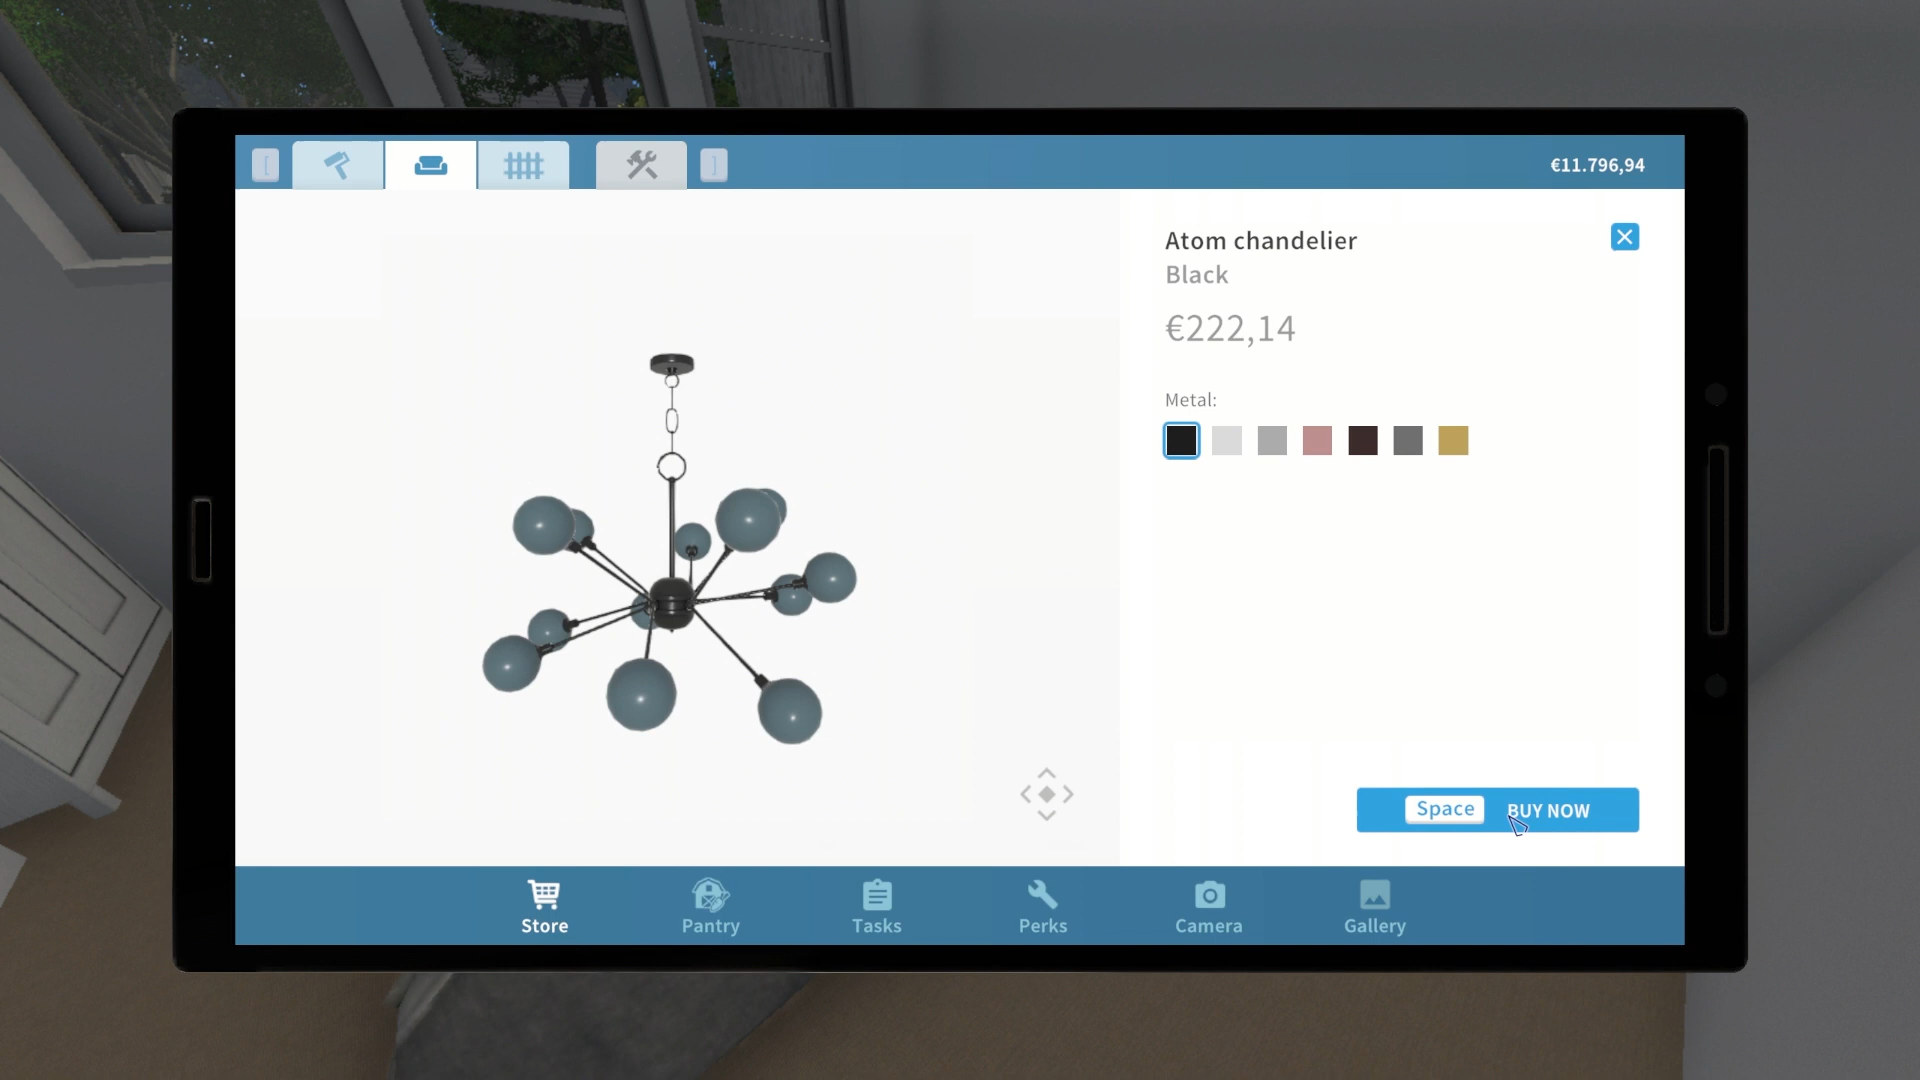 [
]
€11.796,94
Atom chandelier
Black
€222,14
Metal:
Space BUY NOW
Store
Pantry
Tasks
Perks
Camera
Gallery